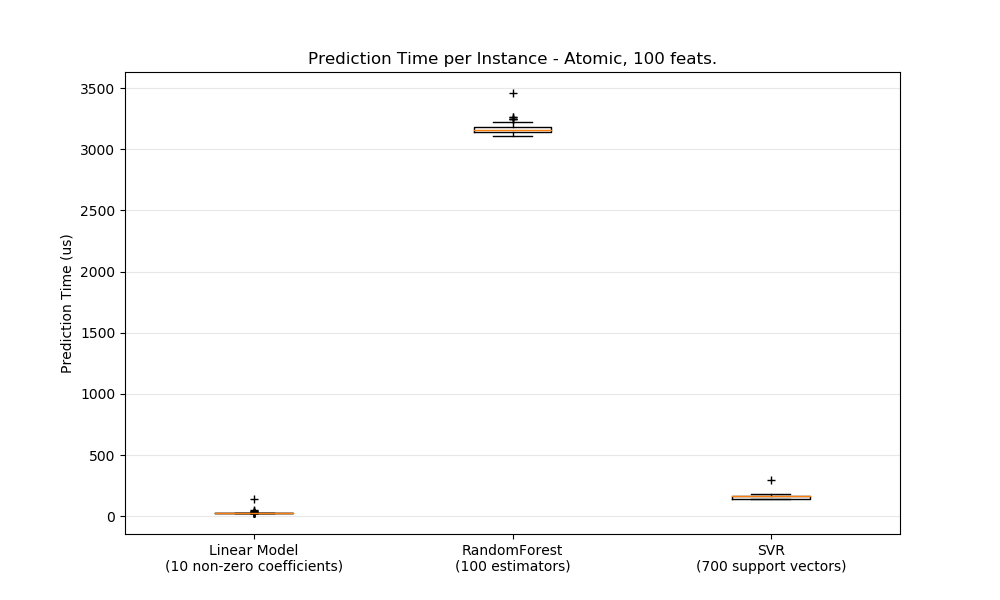 Prediction Time per Instance - Atomic, 100 feats.
3500
3000
2500
2000
1500
1000
500
0
Prediction Time (us)
Linear Model
(10 non-zero coefficients)
RandomForest
(100 estimators)
SVR
(700 support vectors)